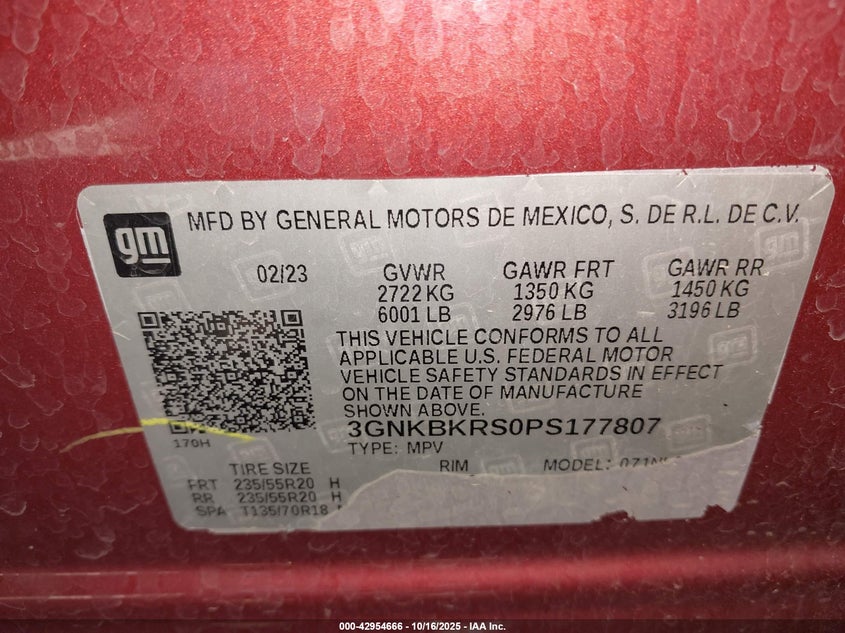 gm
MFD BY GENERAL MOTORS DE MEXICO, S. DE R.L. DE C.V.
02/23 GVWR GAWR FRT GAWR RR
2722 KG 1350 KG 1450 KG
6001 LB 2976 LB 3196 LB
THIS VEHICLE CONFORMS TO ALL
APPLICABLE U.S. FEDERAL MOTOR
VEHICLE SAFETY STANDARDS IN EFFECT
ON THE DATE OF MANUFACTURE
SHOWN ABOVE.
3GNKBKRS0PS177807
170H
TYPE: MPV
TIRE SIZE RIM MODEL:
FRT 235/55R20 H
RR 235/55R20 H
SPA T135/70R18
000-42954666 - 10/16/2025 - IAA Inc.